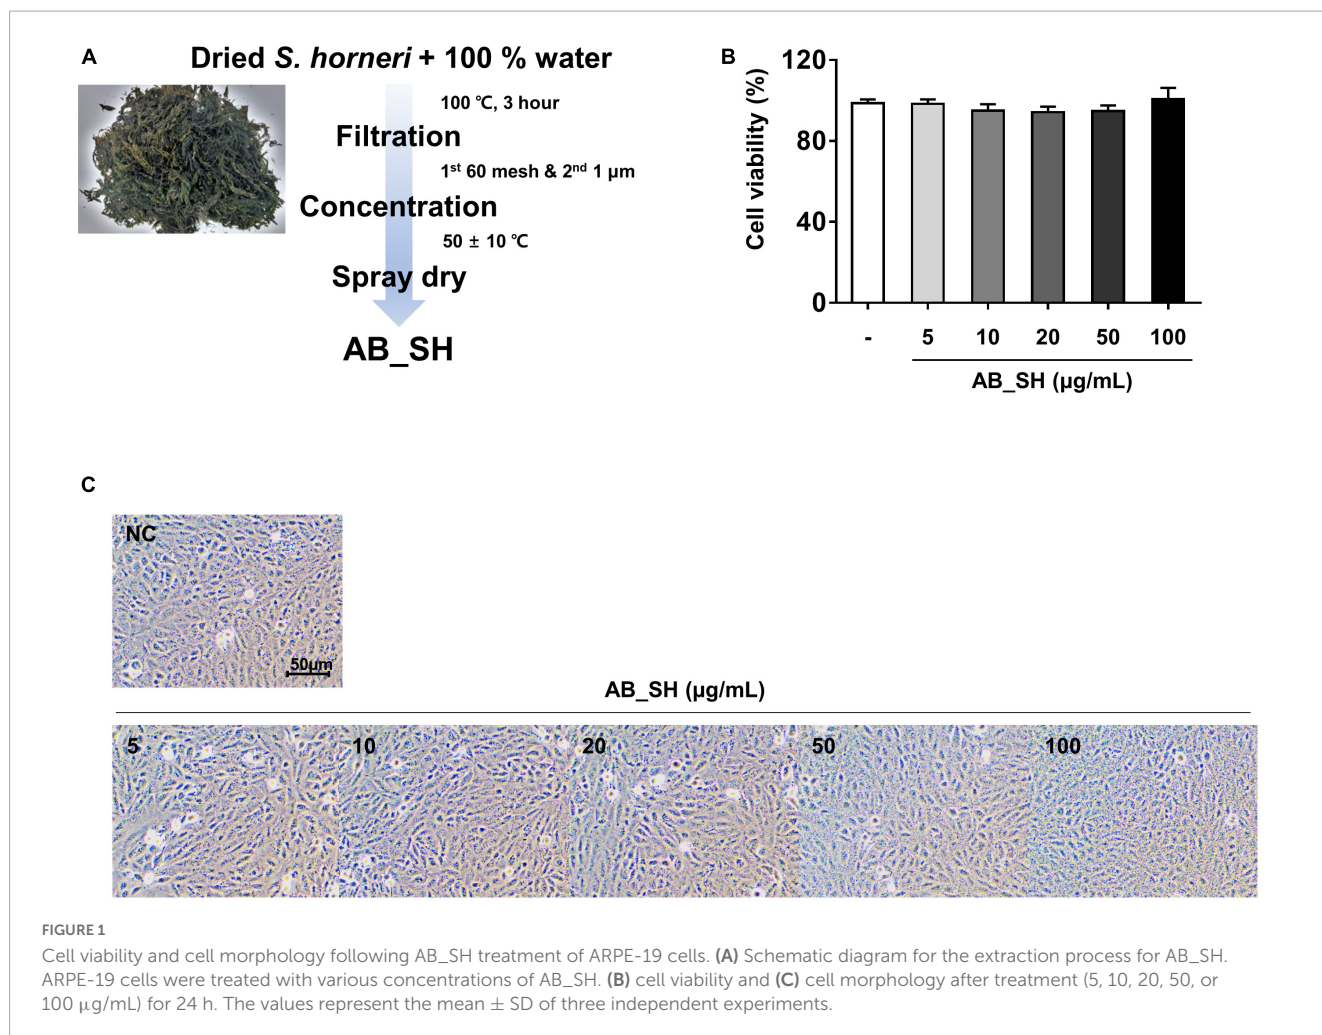 A
Dried S. horneri + 100 % water
100 ℃, 3 hour
Filtration
1st 60 mesh & 2nd 1 µm
Concentration
50 ± 10 ℃
Spray dry
AB_SH
B
Cell viability (%)
120
80
40
0
- 5 10 20 50 100
AB_SH (µg/mL)
C
NC
50µm
AB_SH (µg/mL)
5 10 20 50 100
FIGURE 1
Cell viability and cell morphology following AB_SH treatment of ARPE-19 cells. (A) Schematic diagram for the extraction process for AB_SH.
ARPE-19 cells were treated with various concentrations of AB_SH. (B) cell viability and (C) cell morphology after treatment (5, 10, 20, 50, or
100 µg/mL) for 24 h. The values represent the mean ± SD of three independent experiments.